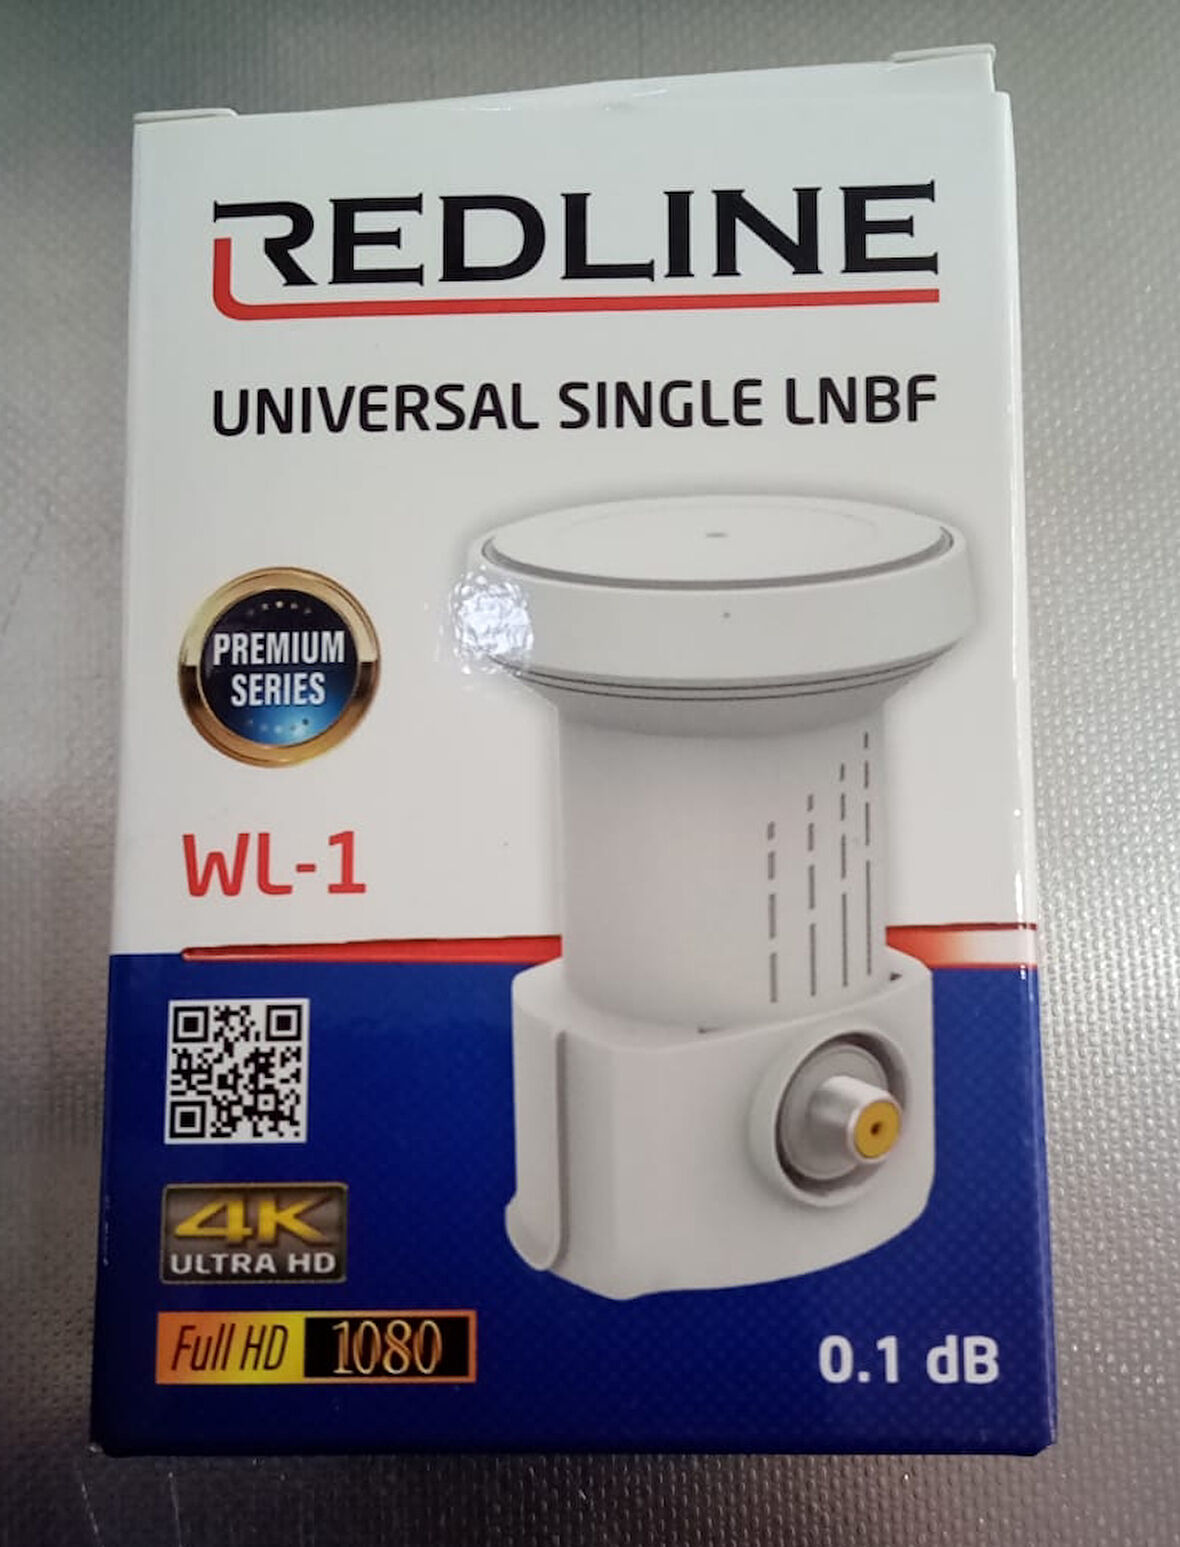 REDLINE
UNIVERSAL SINGLE LNBF
PREMIUM
SERIES
WL-1
4K
ULTRA HD
Full HD 1080
0.1 dB